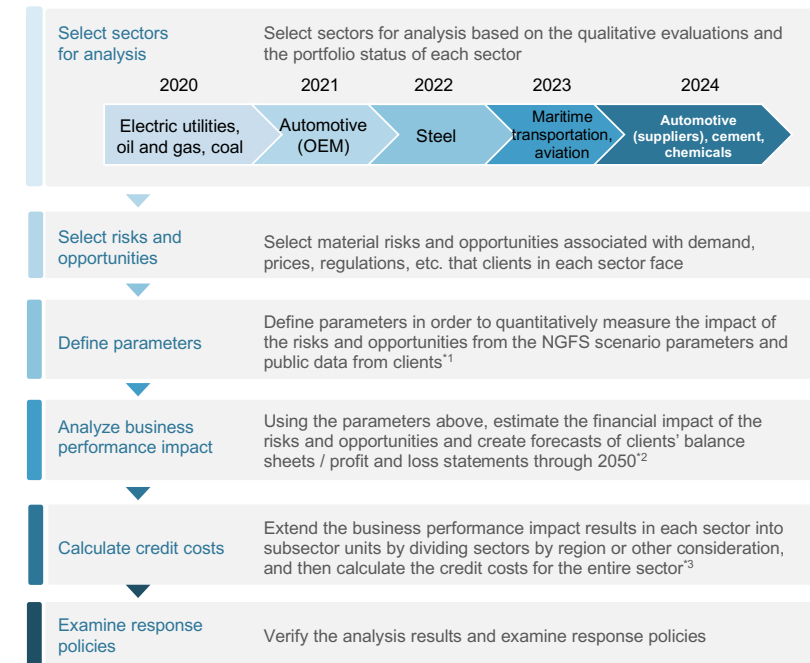 Select sectors
for analysis
Select sectors for analysis based on the qualitative evaluations and
the portfolio status of each sector
2020
2021
2022
2023
2024
Electric utilities,
oil and gas, coal
Automotive
(OEM)
Steel
Maritime
transportation,
aviation
Automotive
(suppliers), cement,
chemicals
Select risks and
opportunities
Select material risks and opportunities associated with demand,
prices, regulations, etc. that clients in each sector face
Define parameters
Define parameters in order to quantitatively measure the impact of
the risks and opportunities from the NGFS scenario parameters and
public data from clients*1
Analyze business
performance impact
Using the parameters above, estimate the financial impact of the
risks and opportunities and create forecasts of clients’ balance
sheets / profit and loss statements through 2050*2
Calculate credit costs
Extend the business performance impact results in each sector into
subsector units by dividing sectors by region or other consideration,
and then calculate the credit costs for the entire sector*3
Examine response
policies
Verify the analysis results and examine response policies